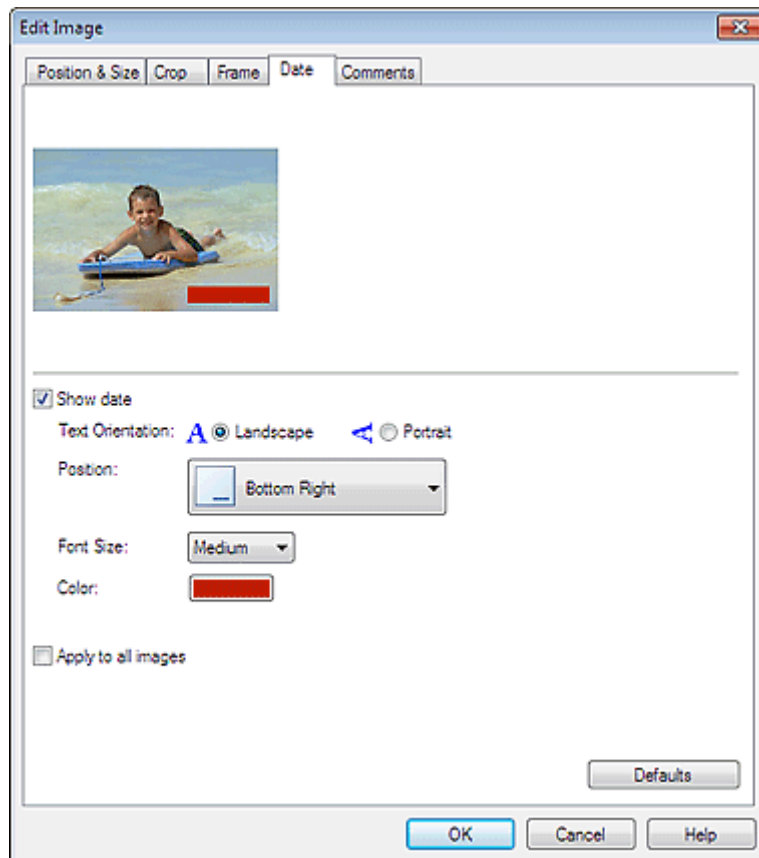 Edit Image
Position & Size Crop Frame Date Comments
Show date
Text Orientation: A Landscape A Portrait
Position: Bottom Right
Font Size: Medium
Color:
Apply to all images
Defaults
OK Cancel Help